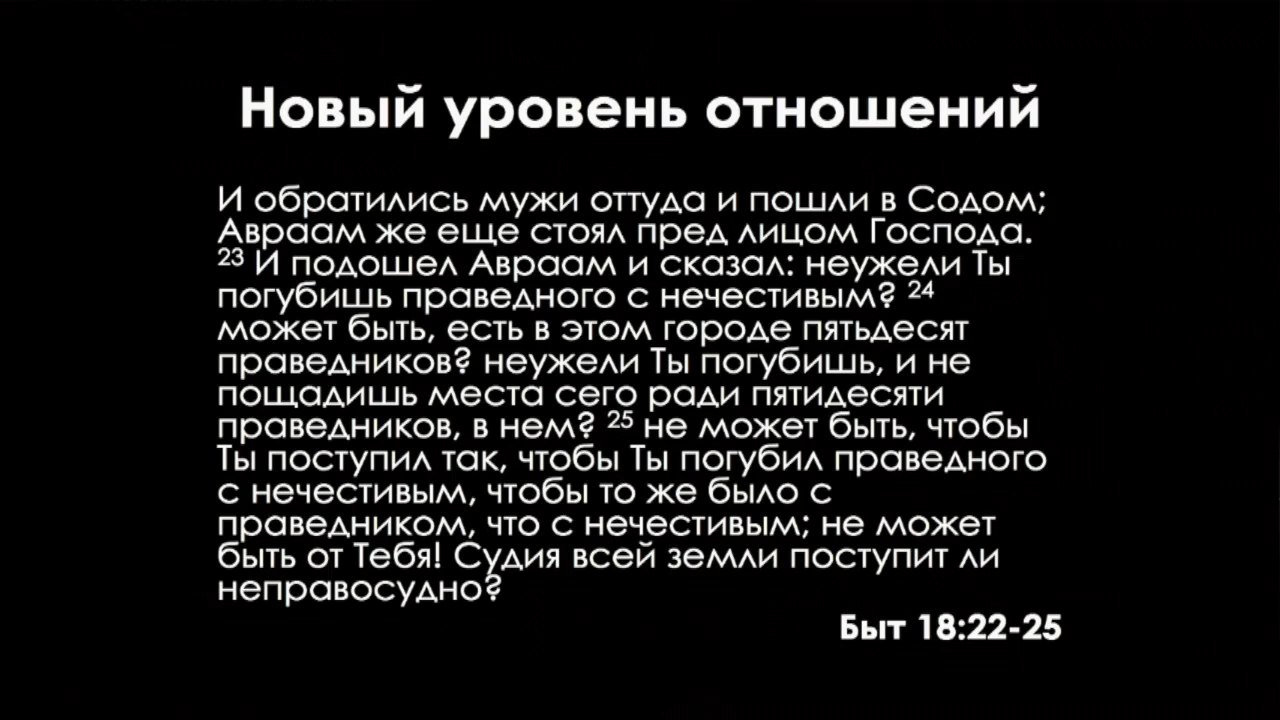 Новый уровень отношений
И обратились мужи оттуда и пошли в Содом;
Авраам же еще стоял пред лицом Господа.
23 И подошел Авраам и сказал: неужели Ты
погубишь праведного с нечестивым? 24
может быть, есть в этом городе пятьдесят
праведников? неужели Ты погубишь, и не
пощадишь места сего ради пятидесяти
праведников, в нем? 25 не может быть, чтобы
Ты поступил так, чтобы Ты погубил праведного
с нечестивым, чтобы то же было с
праведником, что с нечестивым; не может
быть от Тебя! Судия всей земли поступит ли
неправосудно?
Быт 18:22-25